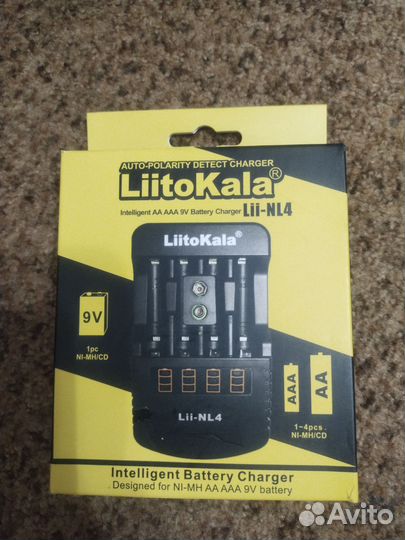 AUTO-POLARITY DETECT CHARGER
LiitoKala®
Intelligent AA AAA 9V Battery Charger Lii-NL4
LiitoKala®
9V
1pc
NI-MH/CD
AAA
AA
1-4pcs
NI-MH/CD
Lii-NL4
Intelligent Battery Charger
Designed for NI-MH AA AAA 9V battery
Avito